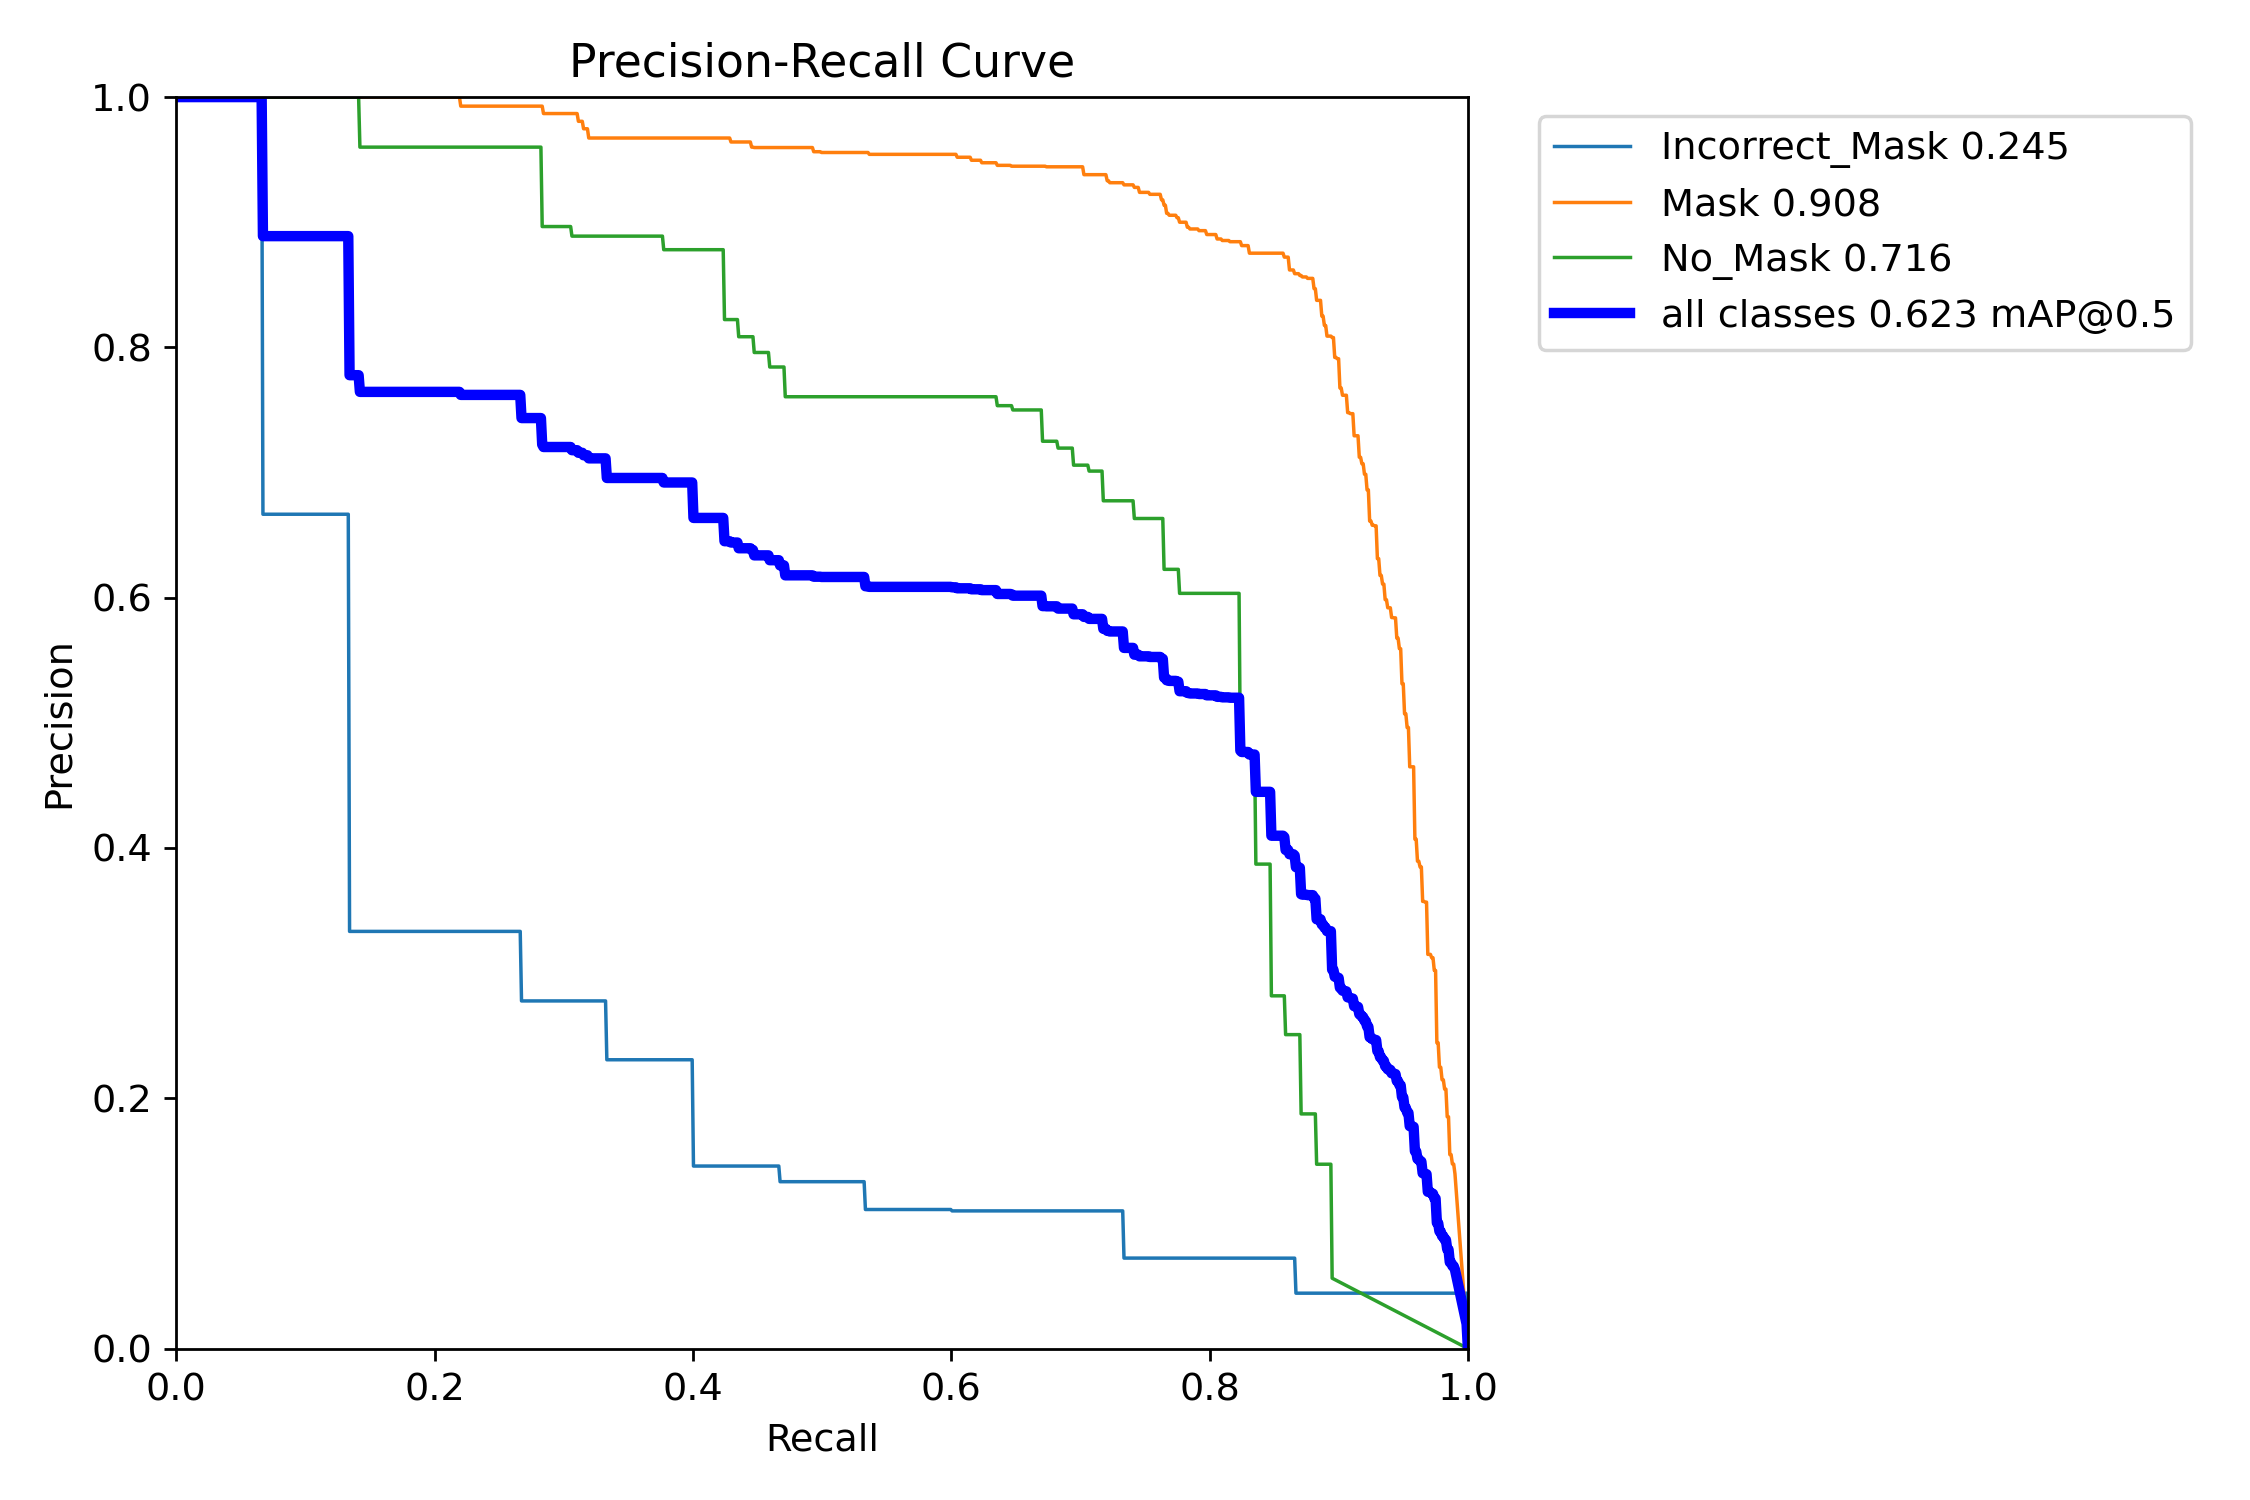 Precision-Recall Curve
1.0
0.8
0.6
0.4
0.2
0.0
Precision
0.0 0.2 0.4 0.6 0.8 1.0
Recall
Incorrect_Mask 0.245
Mask 0.908
No_Mask 0.716
all classes 0.623 mAP@0.5